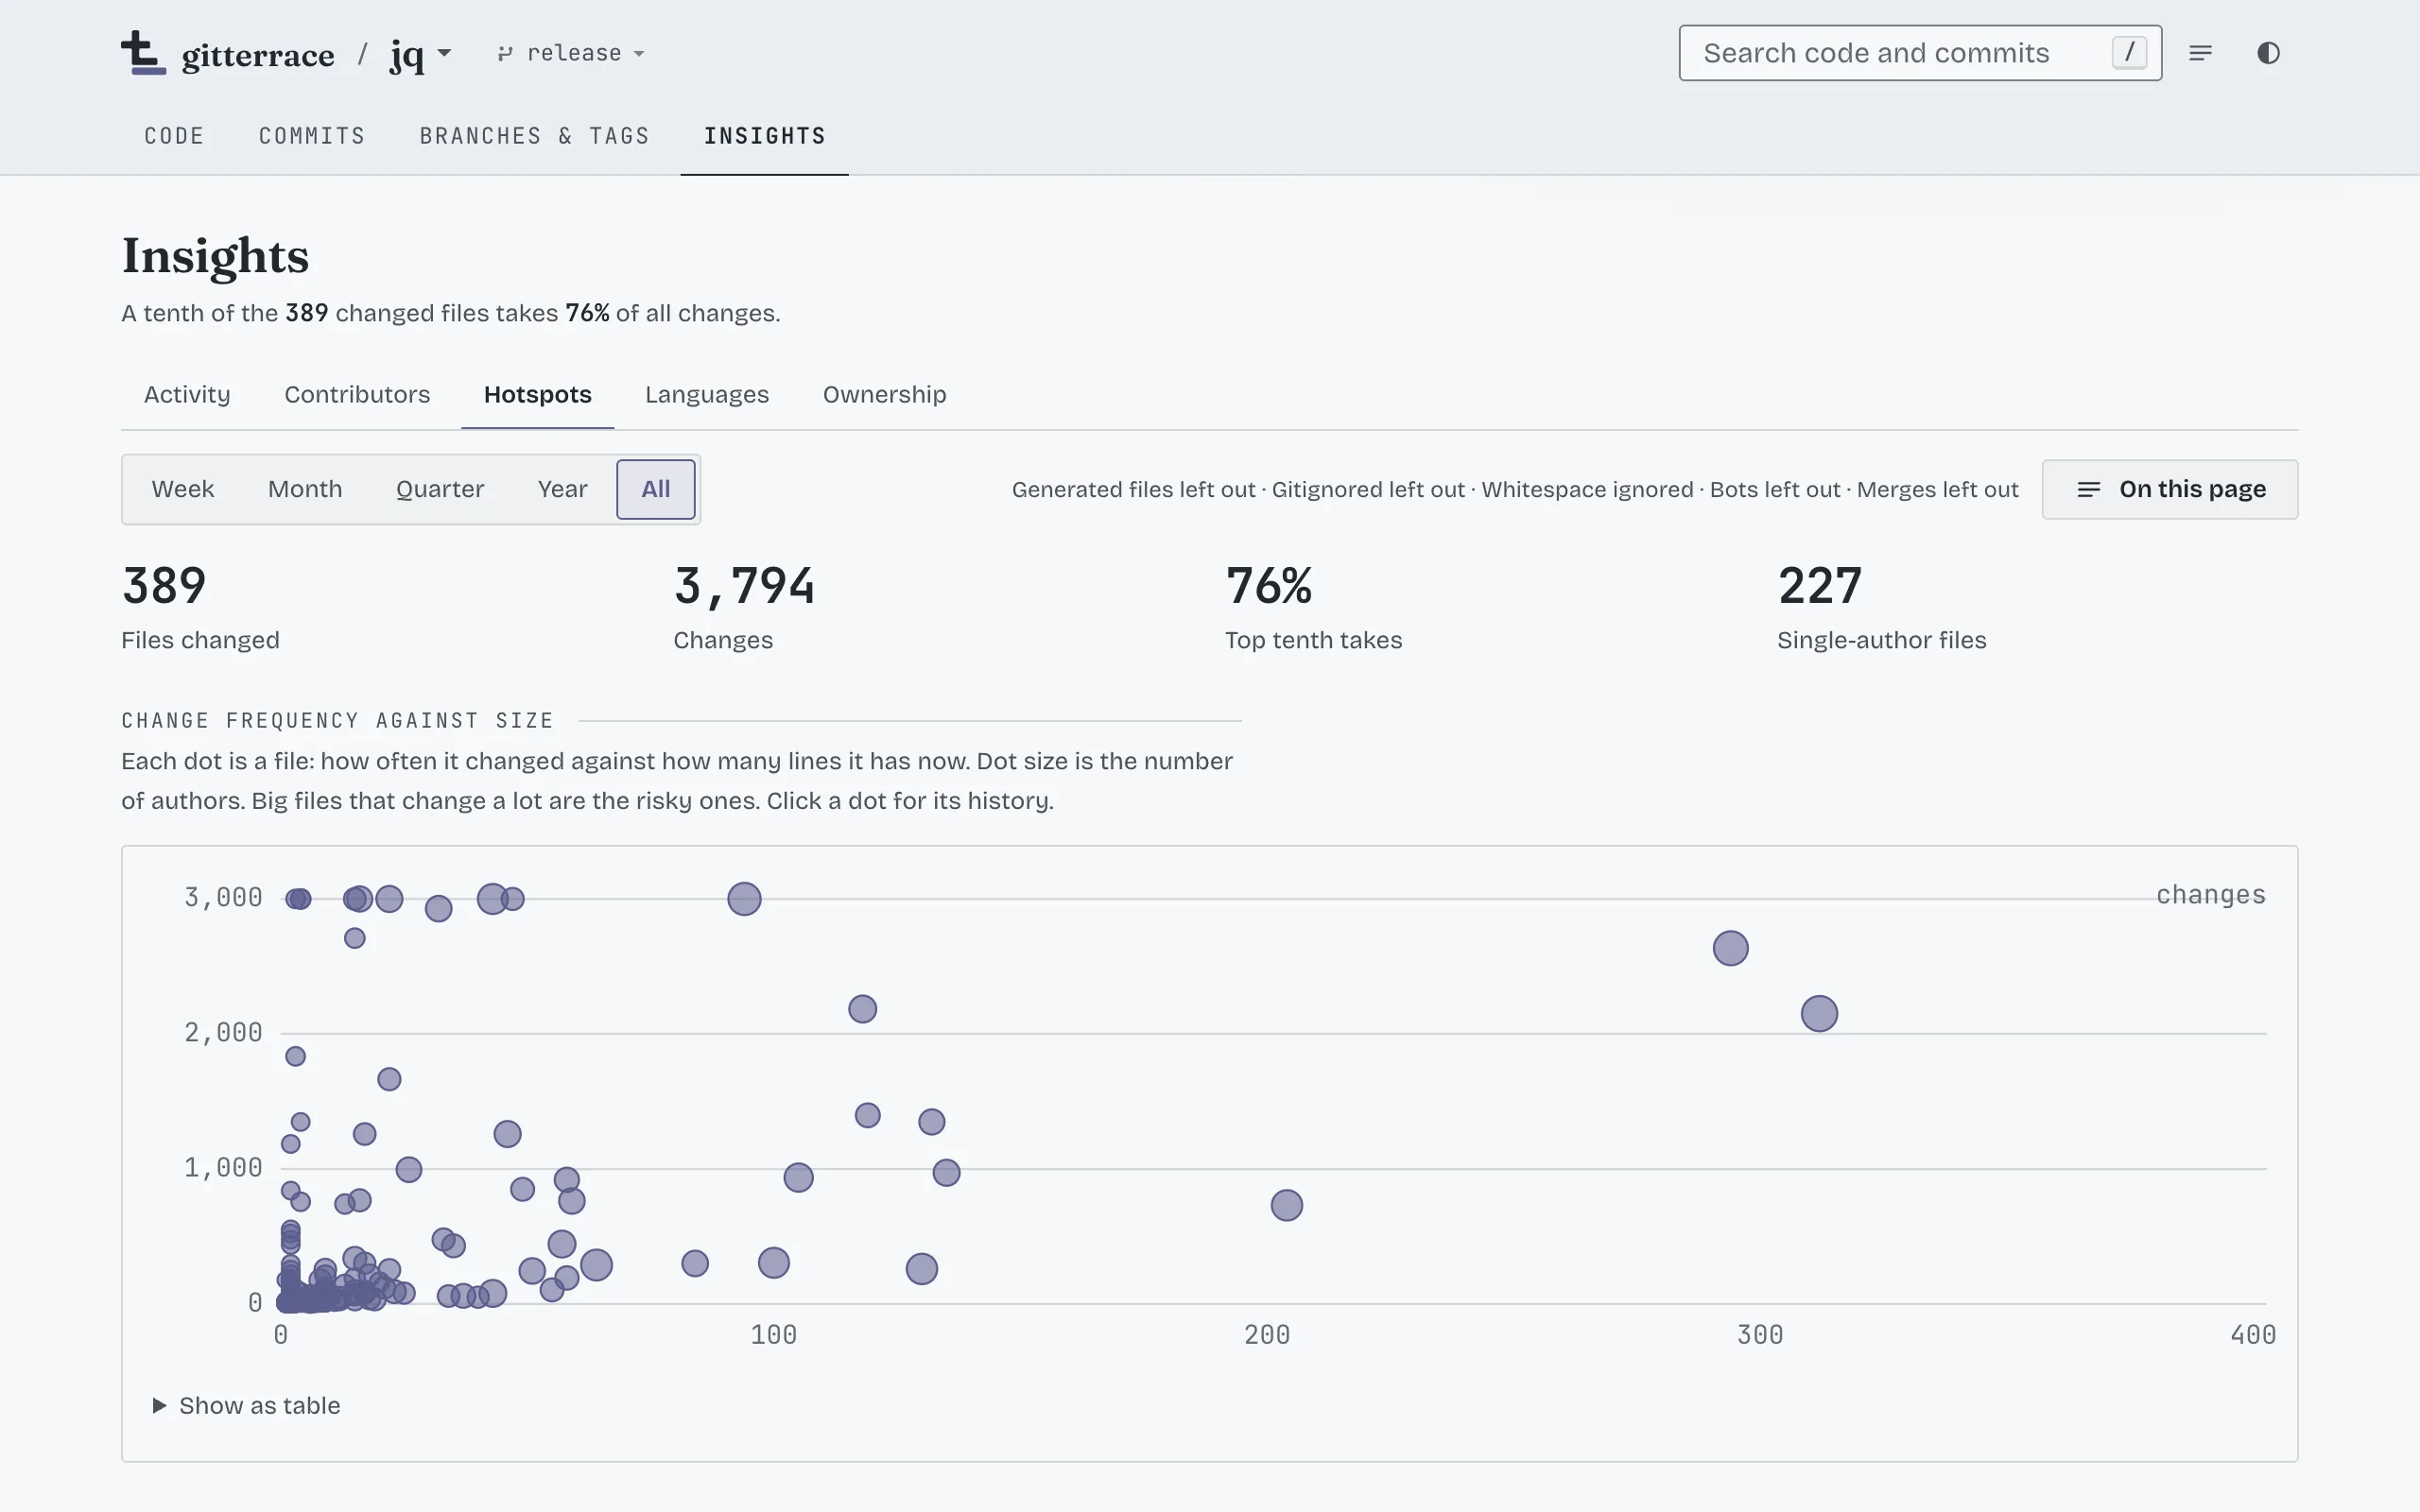 gitterrace / jq release Search code and commits /
CODE COMMITS BRANCHES & TAGS INSIGHTS
Insights
A tenth of the 389 changed files takes 76% of all changes.
Activity Contributors Hotspots Languages Ownership
Week Month Quarter Year All Generated files left out · Gitignored left out · Whitespace ignored · Bots left out · Merges left out On this page
389 3,794 76% 227
Files changed Changes Top tenth takes Single-author files
CHANGE FREQUENCY AGAINST SIZE
Each dot is a file: how often it changed against how many lines it has now. Dot size is the number
of authors. Big files that change a lot are the risky ones. Click a dot for its history.
3,000 changes
2,000
1,000
0
0 100 200 300 400
Show as table